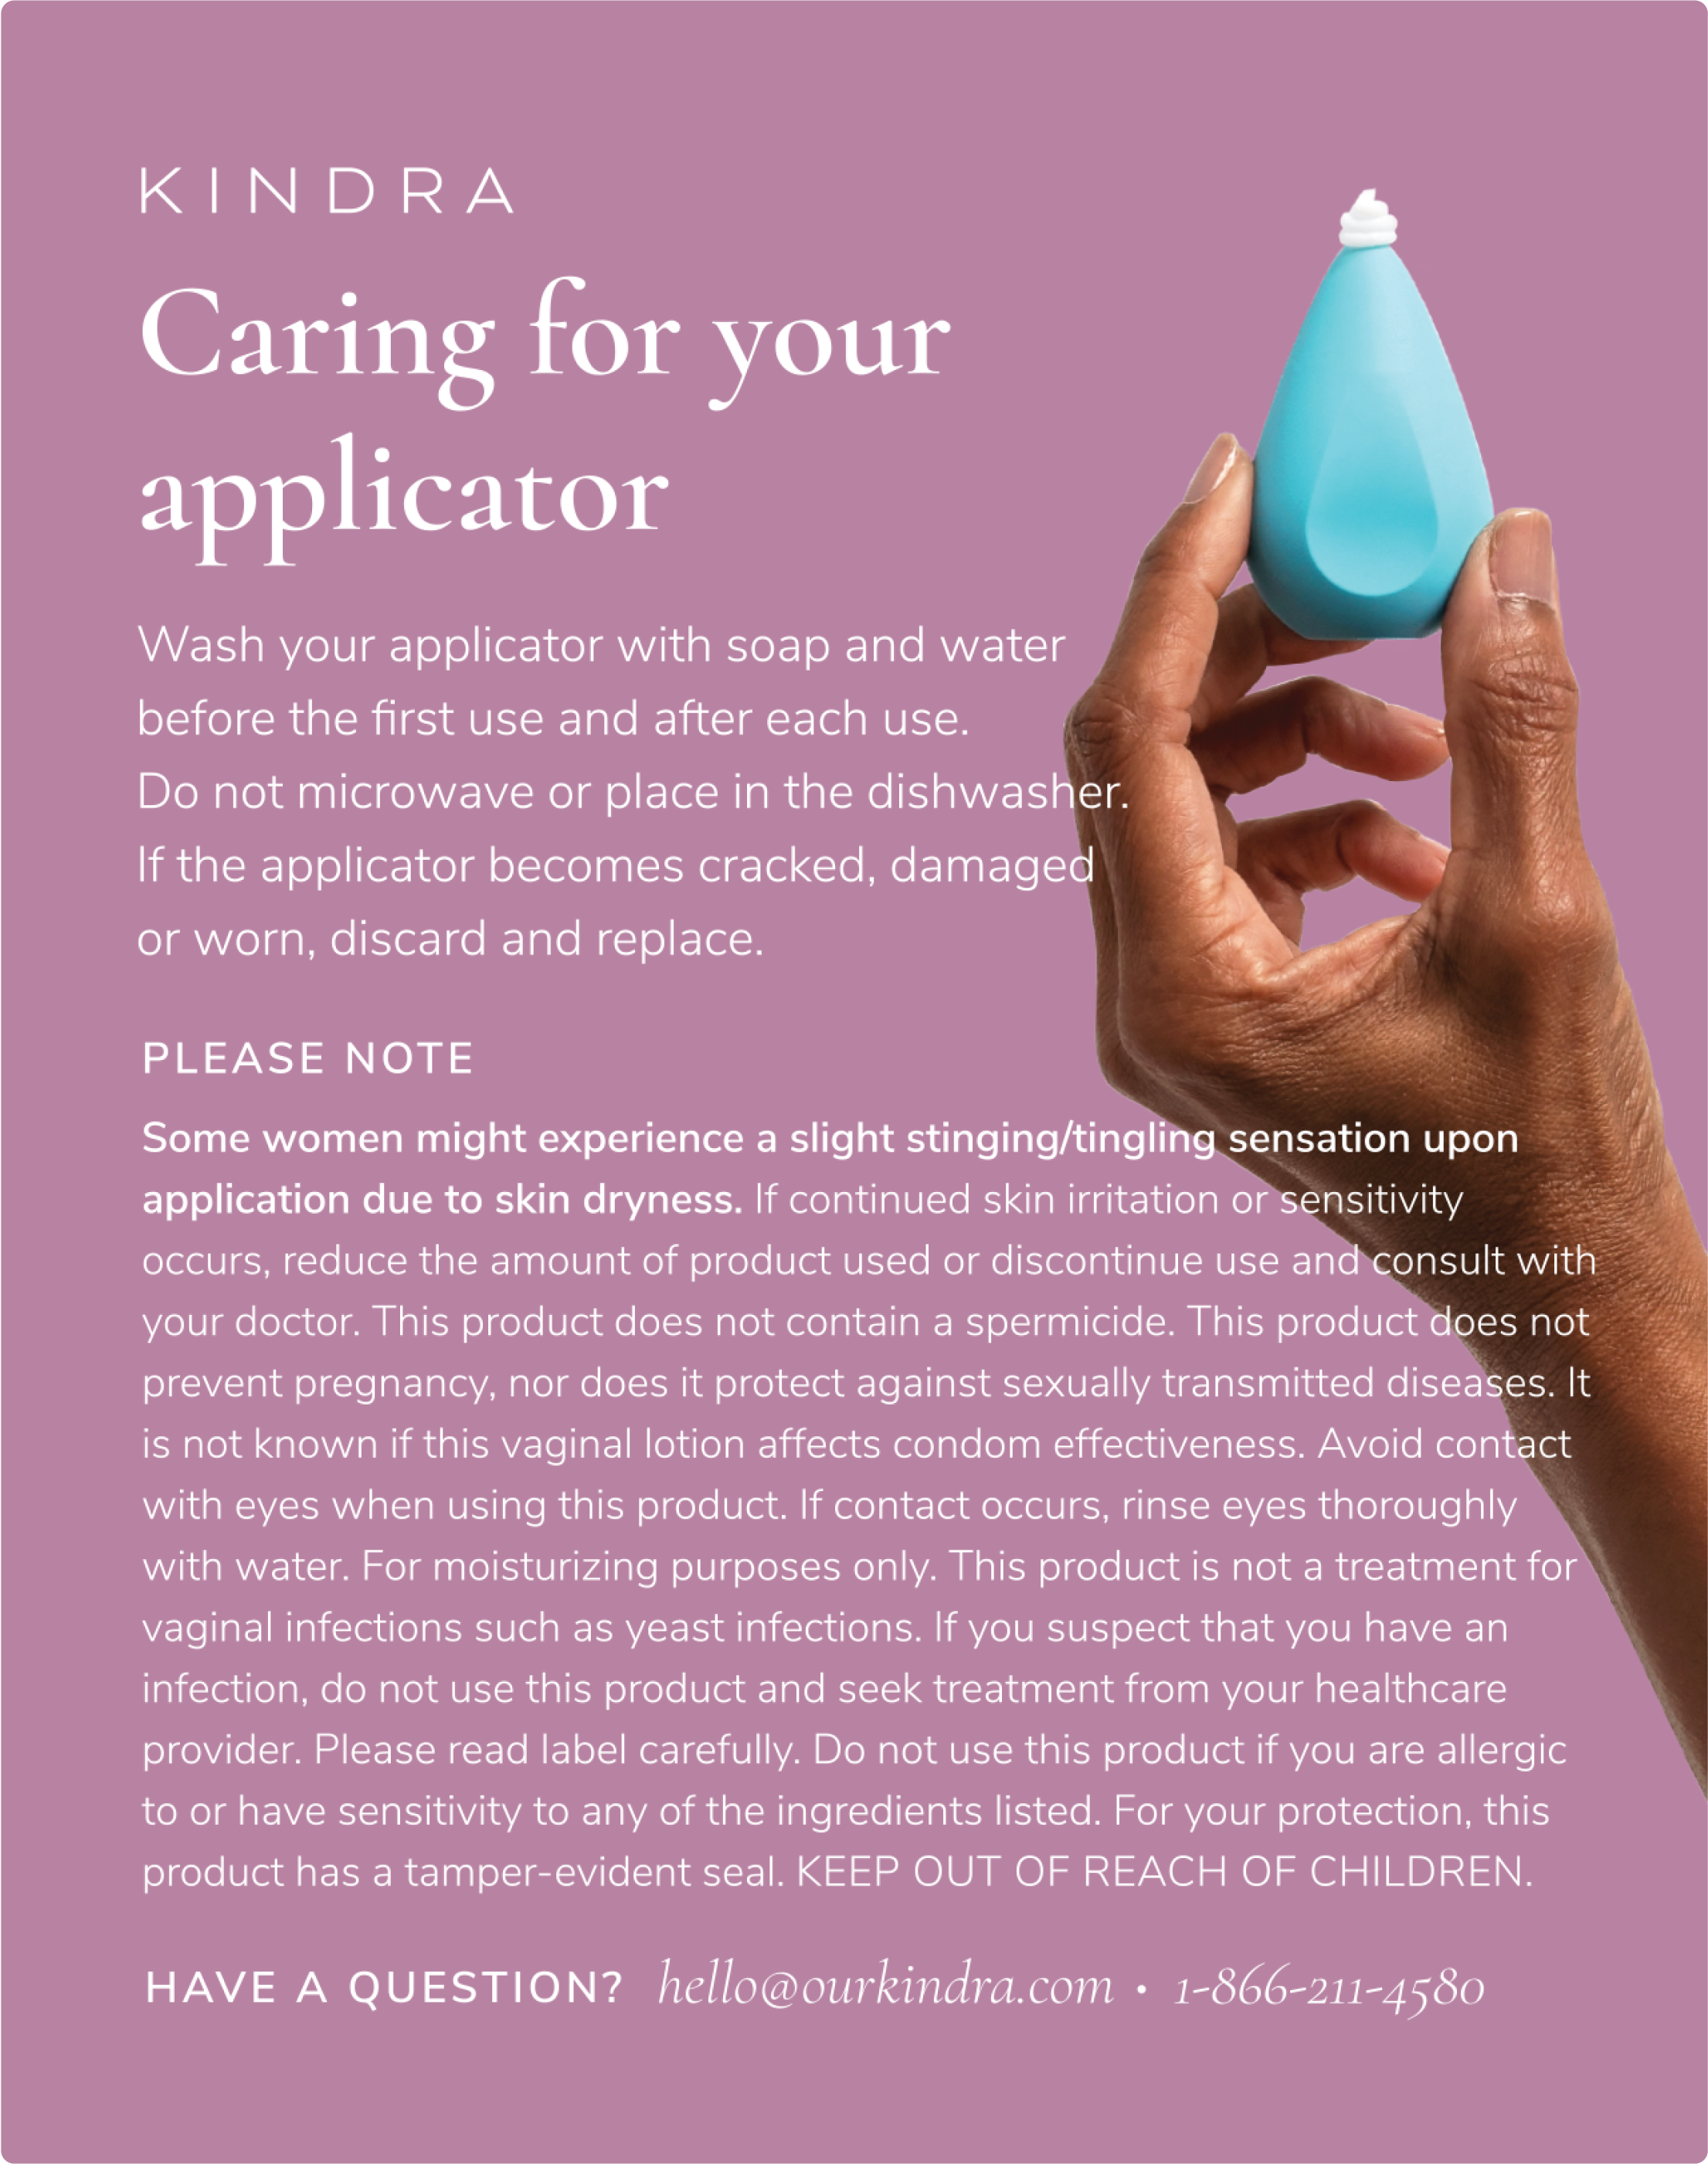 KINDRA
Caring for your
applicator
Wash your applicator with soap and water
before the first use and after each use.
Do not microwave or place in the dishwasher.
If the applicator becomes cracked, damaged
or worn, discard and replace.
PLEASE NOTE
Some women might experience a slight stinging/tingling sensation upon
application due to skin dryness. If continued skin irritation or sensitivity
occurs, reduce the amount of product used or discontinue use and consult with
your doctor. This product does not contain a spermicide. This product does not
prevent pregnancy, nor does it protect against sexually transmitted diseases. It
is not known if this vaginal lotion affects condom effectiveness. Avoid contact
with eyes when using this product. If contact occurs, rinse eyes thoroughly
with water. For moisturizing purposes only. This product is not a treatment for
vaginal infections such as yeast infections. If you suspect that you have an
infection, do not use this product and seek treatment from your healthcare
provider. Please read label carefully. Do not use this product if you are allergic
to or have sensitivity to any of the ingredients listed. For your protection, this
product has a tamper-evident seal. KEEP OUT OF REACH OF CHILDREN.
HAVE A QUESTION? hello@ourkindra.com • 1-866-211-4580